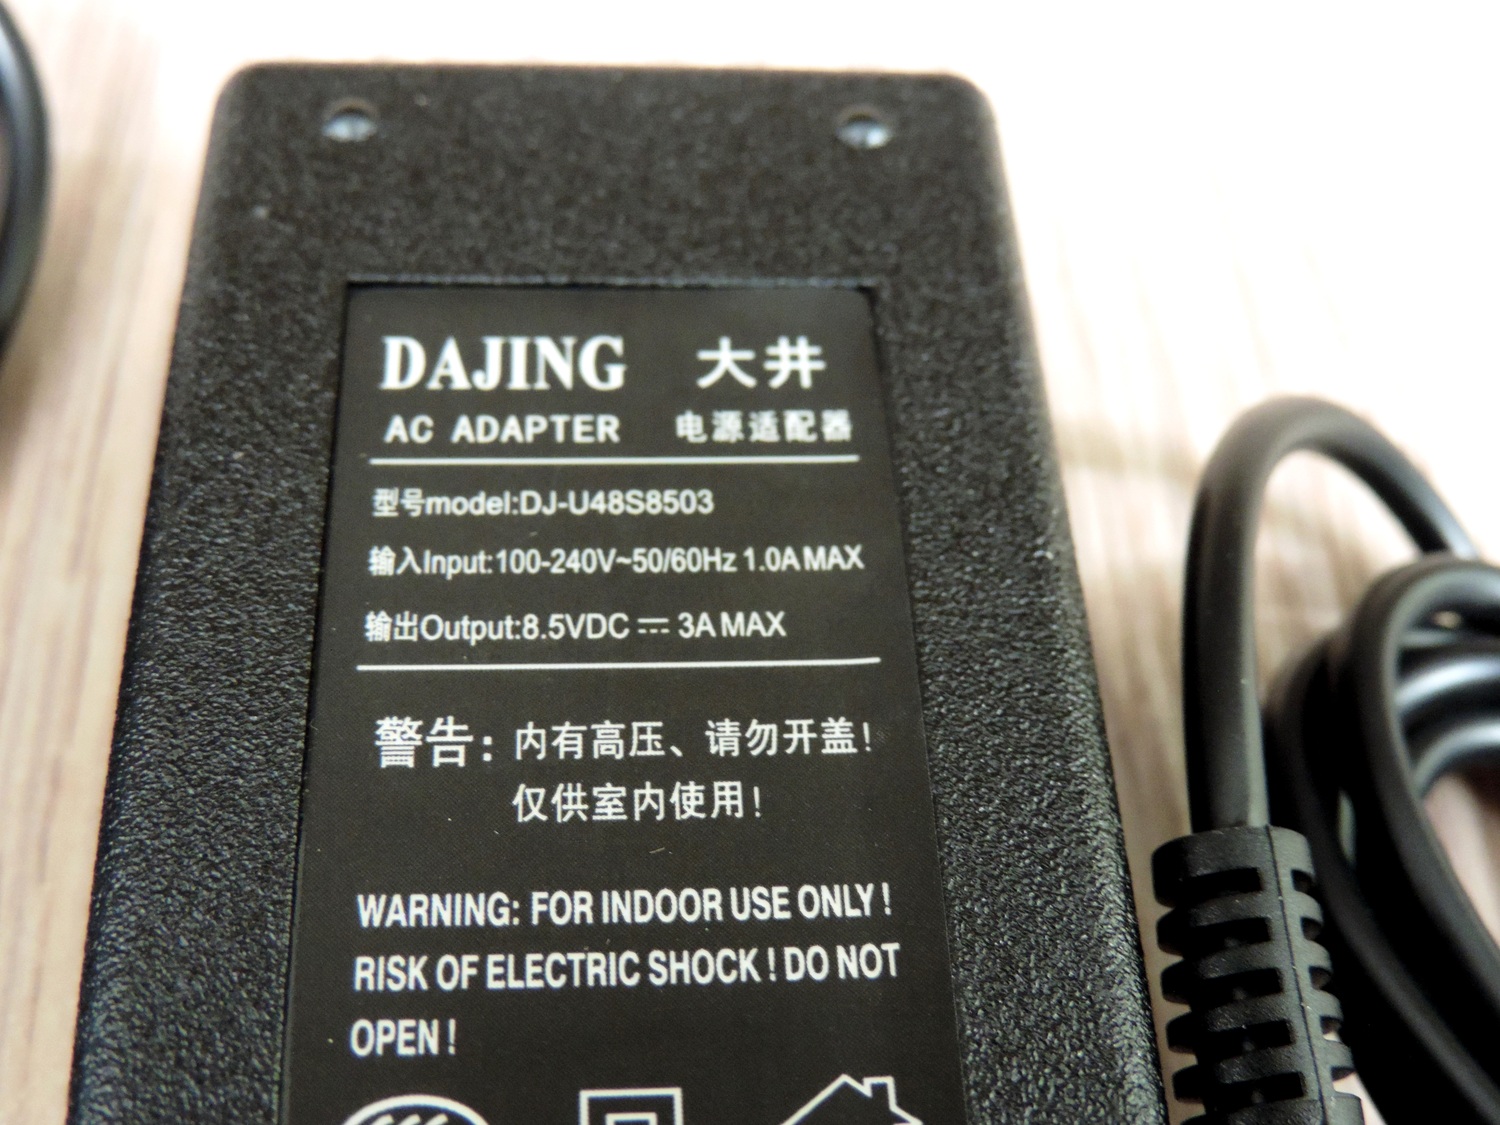 DAJING 大井
AC ADAPTER 电源适配器
型号model:DJ-U48S8503
输入Input:100-240V~50/60Hz 1.0A MAX
输出Output:8.5VDC ⎓ 3A MAX
警告：内有高压、请勿开盖！
仅供室内使用！
WARNING: FOR INDOOR USE ONLY!
RISK OF ELECTRIC SHOCK! DO NOT
OPEN!